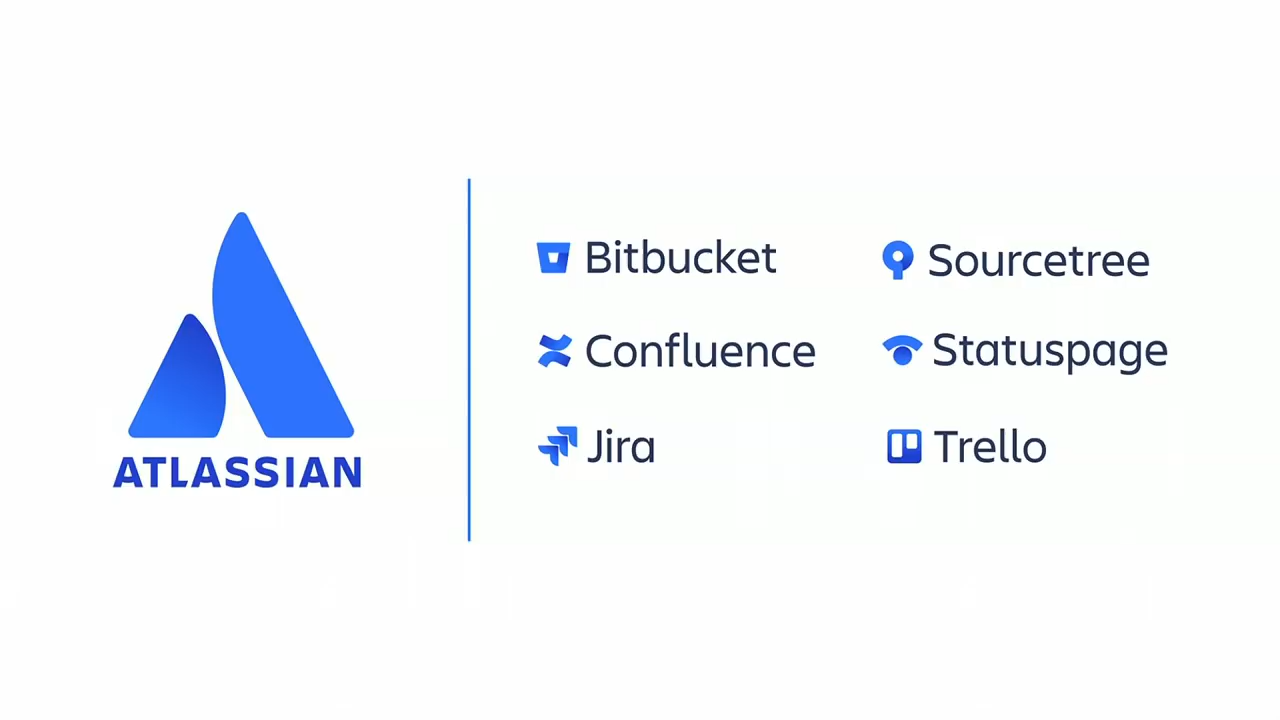 ATLASSIAN
Bitbucket
Confluence
Jira
Sourcetree
Statuspage
Trello